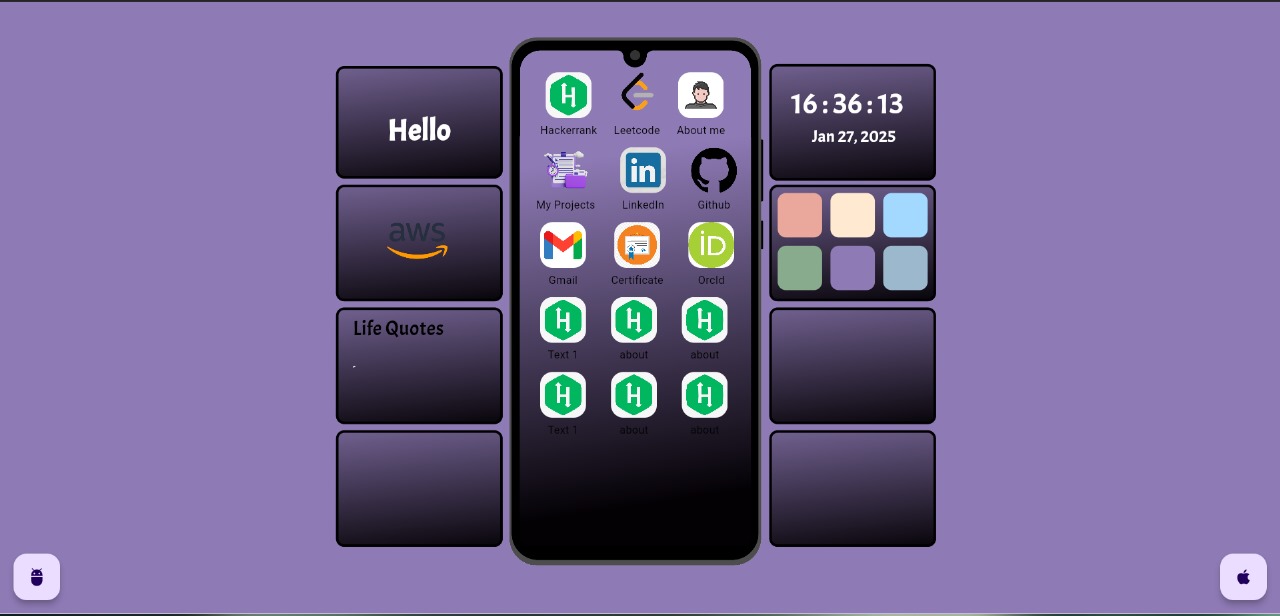 Hello
aws
Life Quotes
Hackerrank Leetcode About me
My Projects LinkedIn Github
in
Gmail Certificate OrcId
iD
Text 1 about about
Text 1 about about
16:36:13
Jan 27, 2025